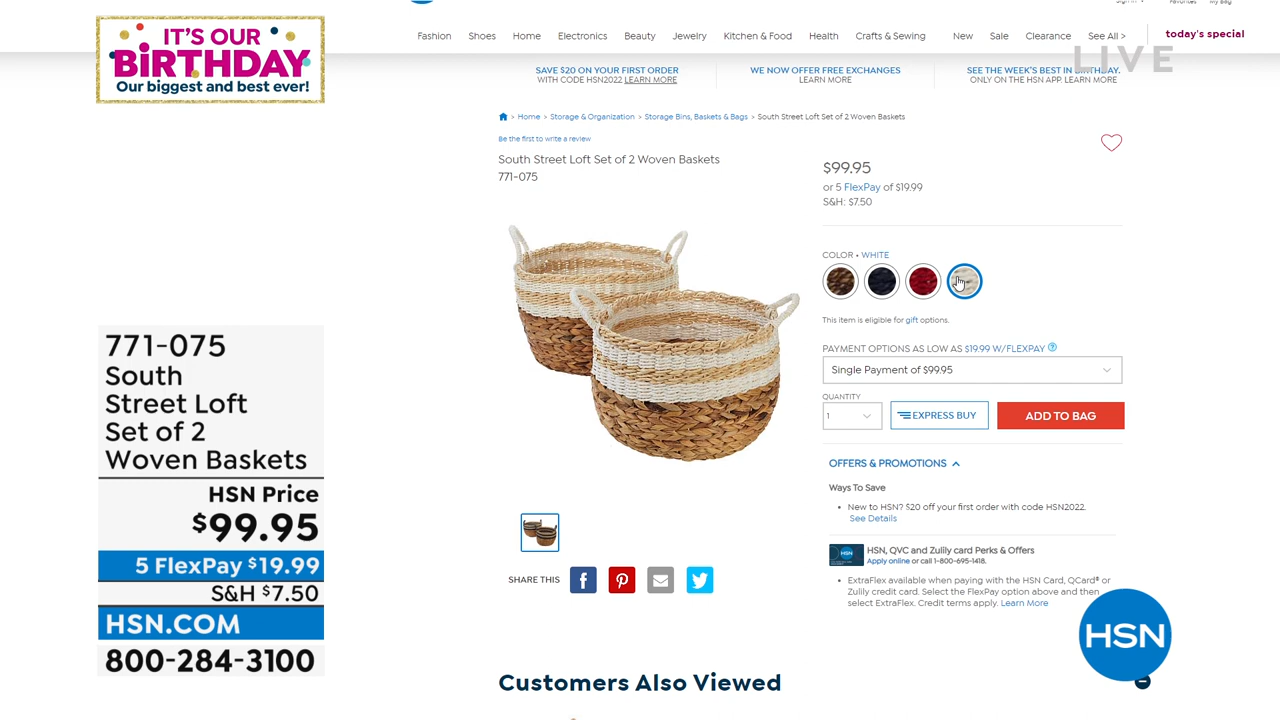 IT'S OUR
BiRTHDAY
Our biggest and best ever!
Fashion Shoes Home Electronics Beauty Jewelry Kitchen & Food Health Crafts & Sewing New Sale Clearance See All >
today's special
LIVE
SAVE $20 ON YOUR FIRST ORDER
WITH CODE HSN2022 LEARN MORE
WE NOW OFFER FREE EXCHANGES
LEARN MORE
SEE THE WEEK'S BEST IN BIRTHDAY.
ONLY ON THE HSN APP. LEARN MORE
> Home > Storage & Organization > Storage Bins, Baskets & Bags > South Street Loft Set of 2 Woven Baskets
Be the first to write a review
South Street Loft Set of 2 Woven Baskets
771-075
$99.95
or 5 FlexPay of $19.99
S&H: $7.50
COLOR • WHITE
This item is eligible for gift options.
PAYMENT OPTIONS AS LOW AS $19.99 W/FLEXPAY ?
Single Payment of $99.95
QUANTITY
1
EXPRESS BUY
ADD TO BAG
OFFERS & PROMOTIONS
Ways To Save
• New to HSN? $20 off your first order with code HSN2022.
See Details
HSN
HSN, QVC and Zulily card Perks & Offers
Apply online or call 1-800-695-1418.
• ExtraFlex available when paying with the HSN Card, QCard® or
Zulily credit card. Select the FlexPay option above and then
select ExtraFlex. Credit terms apply. Learn More
SHARE THIS
Customers Also Viewed
771-075
South
Street Loft
Set of 2
Woven Baskets
HSN Price
$99.95
5 FlexPay $19.99
S&H $7.50
HSN.COM
800-284-3100
HSN